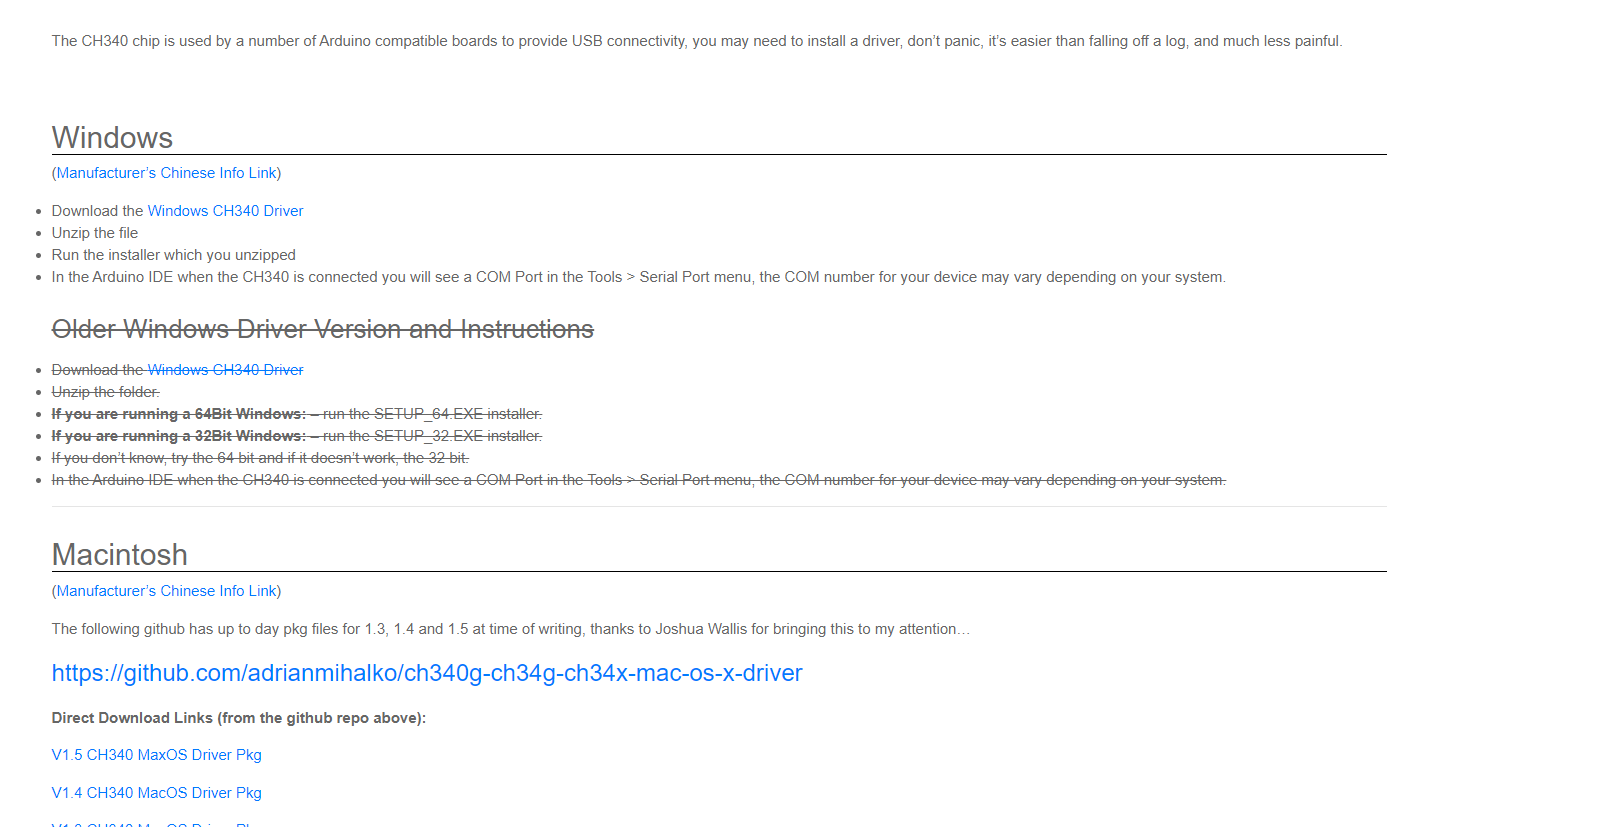 The CH340 chip is used by a number of Arduino compatible boards to provide USB connectivity, you may need to install a driver, don’t panic, it’s easier than falling off a log, and much less painful.
Windows
(Manufacturer’s Chinese Info Link)
Download the Windows CH340 Driver
Unzip the file
Run the installer which you unzipped
In the Arduino IDE when the CH340 is connected you will see a COM Port in the Tools > Serial Port menu, the COM number for your device may vary depending on your system.
Older Windows Driver Version and Instructions
Download the Windows CH340 Driver
Unzip the folder.
If you are running a 64Bit Windows: – run the SETUP_64.EXE installer.
If you are running a 32Bit Windows: – run the SETUP_32.EXE installer.
If you don’t know, try the 64 bit and if it doesn’t work, the 32 bit.
In the Arduino IDE when the CH340 is connected you will see a COM Port in the Tools > Serial Port menu, the COM number for your device may vary depending on your system.
Macintosh
(Manufacturer’s Chinese Info Link)
The following github has up to day pkg files for 1.3, 1.4 and 1.5 at time of writing, thanks to Joshua Wallis for bringing this to my attention…
https://github.com/adrianmihalko/ch340g-ch34g-ch34x-mac-os-x-driver
Direct Download Links (from the github repo above):
V1.5 CH340 MaxOS Driver Pkg
V1.4 CH340 MacOS Driver Pkg